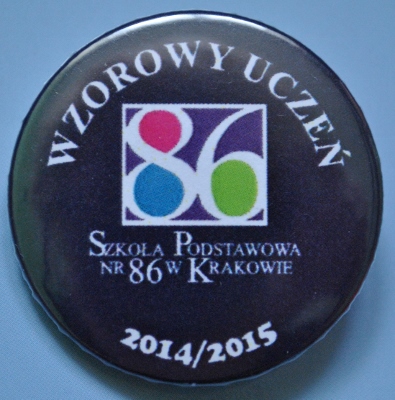 WZOROWY UCZEŃ
86
SZKOŁA PODSTAWOWA
NR 86 W KRAKOWIE
2014/2015